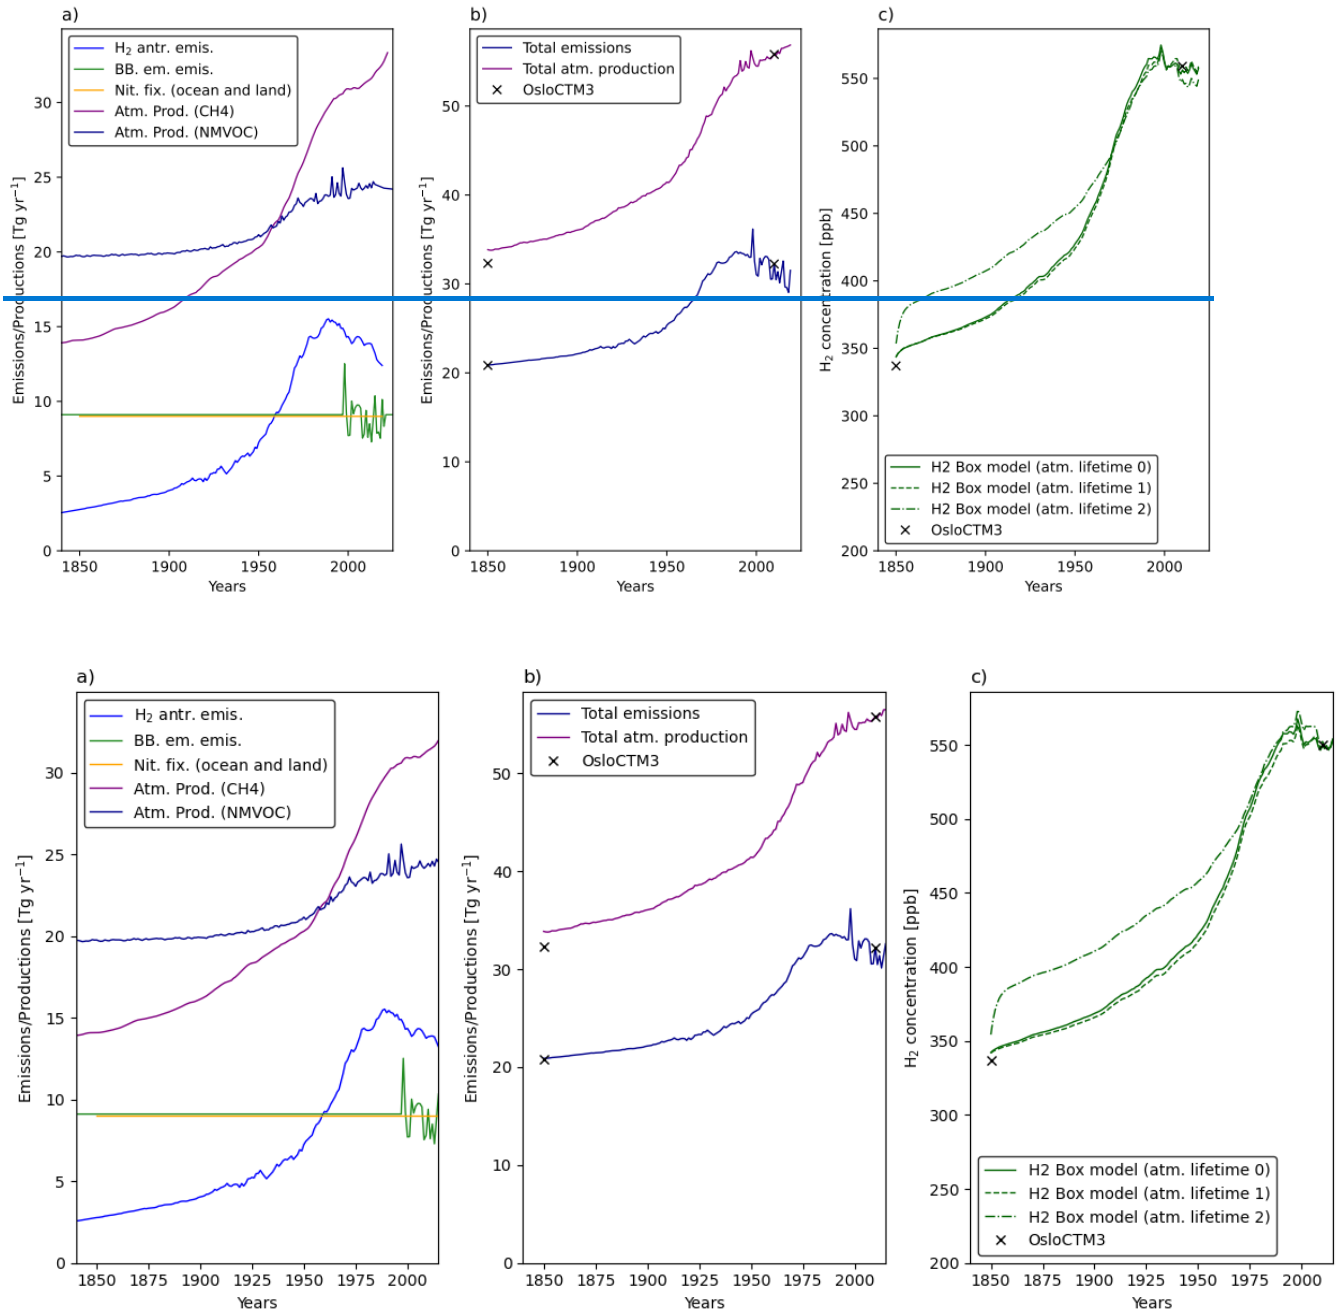 a)
H₂ antr. emis.
BB. em. emis.
Nit. fix. (ocean and land)
Atm. Prod. (CH4)
Atm. Prod. (NMVOC)
Emissions/Productions [Tg yr⁻¹]
30
25
20
15
10
5
0
1850 1900 1950 2000
Years
b)
Total emissions
Total atm. production
OsloCTM3
Emissions/Productions [Tg yr⁻¹]
50
40
30
20
10
0
1850 1900 1950 2000
Years
c)
H₂ concentration [ppb]
550
500
450
400
350
300
250
200
H2 Box model (atm. lifetime 0)
H2 Box model (atm. lifetime 1)
H2 Box model (atm. lifetime 2)
OsloCTM3
1850 1900 1950 2000
Years
a)
H₂ antr. emis.
BB. em. emis.
Nit. fix. (ocean and land)
Atm. Prod. (CH4)
Atm. Prod. (NMVOC)
Emissions/Productions [Tg yr⁻¹]
30
25
20
15
10
5
0
1850 1875 1900 1925 1950 1975 2000
Years
b)
Total emissions
Total atm. production
OsloCTM3
Emissions/Productions [Tg yr⁻¹]
50
40
30
20
10
0
1850 1875 1900 1925 1950 1975 2000
Years
c)
H₂ concentration [ppb]
550
500
450
400
350
300
250
200
H2 Box model (atm. lifetime 0)
H2 Box model (atm. lifetime 1)
H2 Box model (atm. lifetime 2)
OsloCTM3
1850 1875 1900 1925 1950 1975 2000
Years